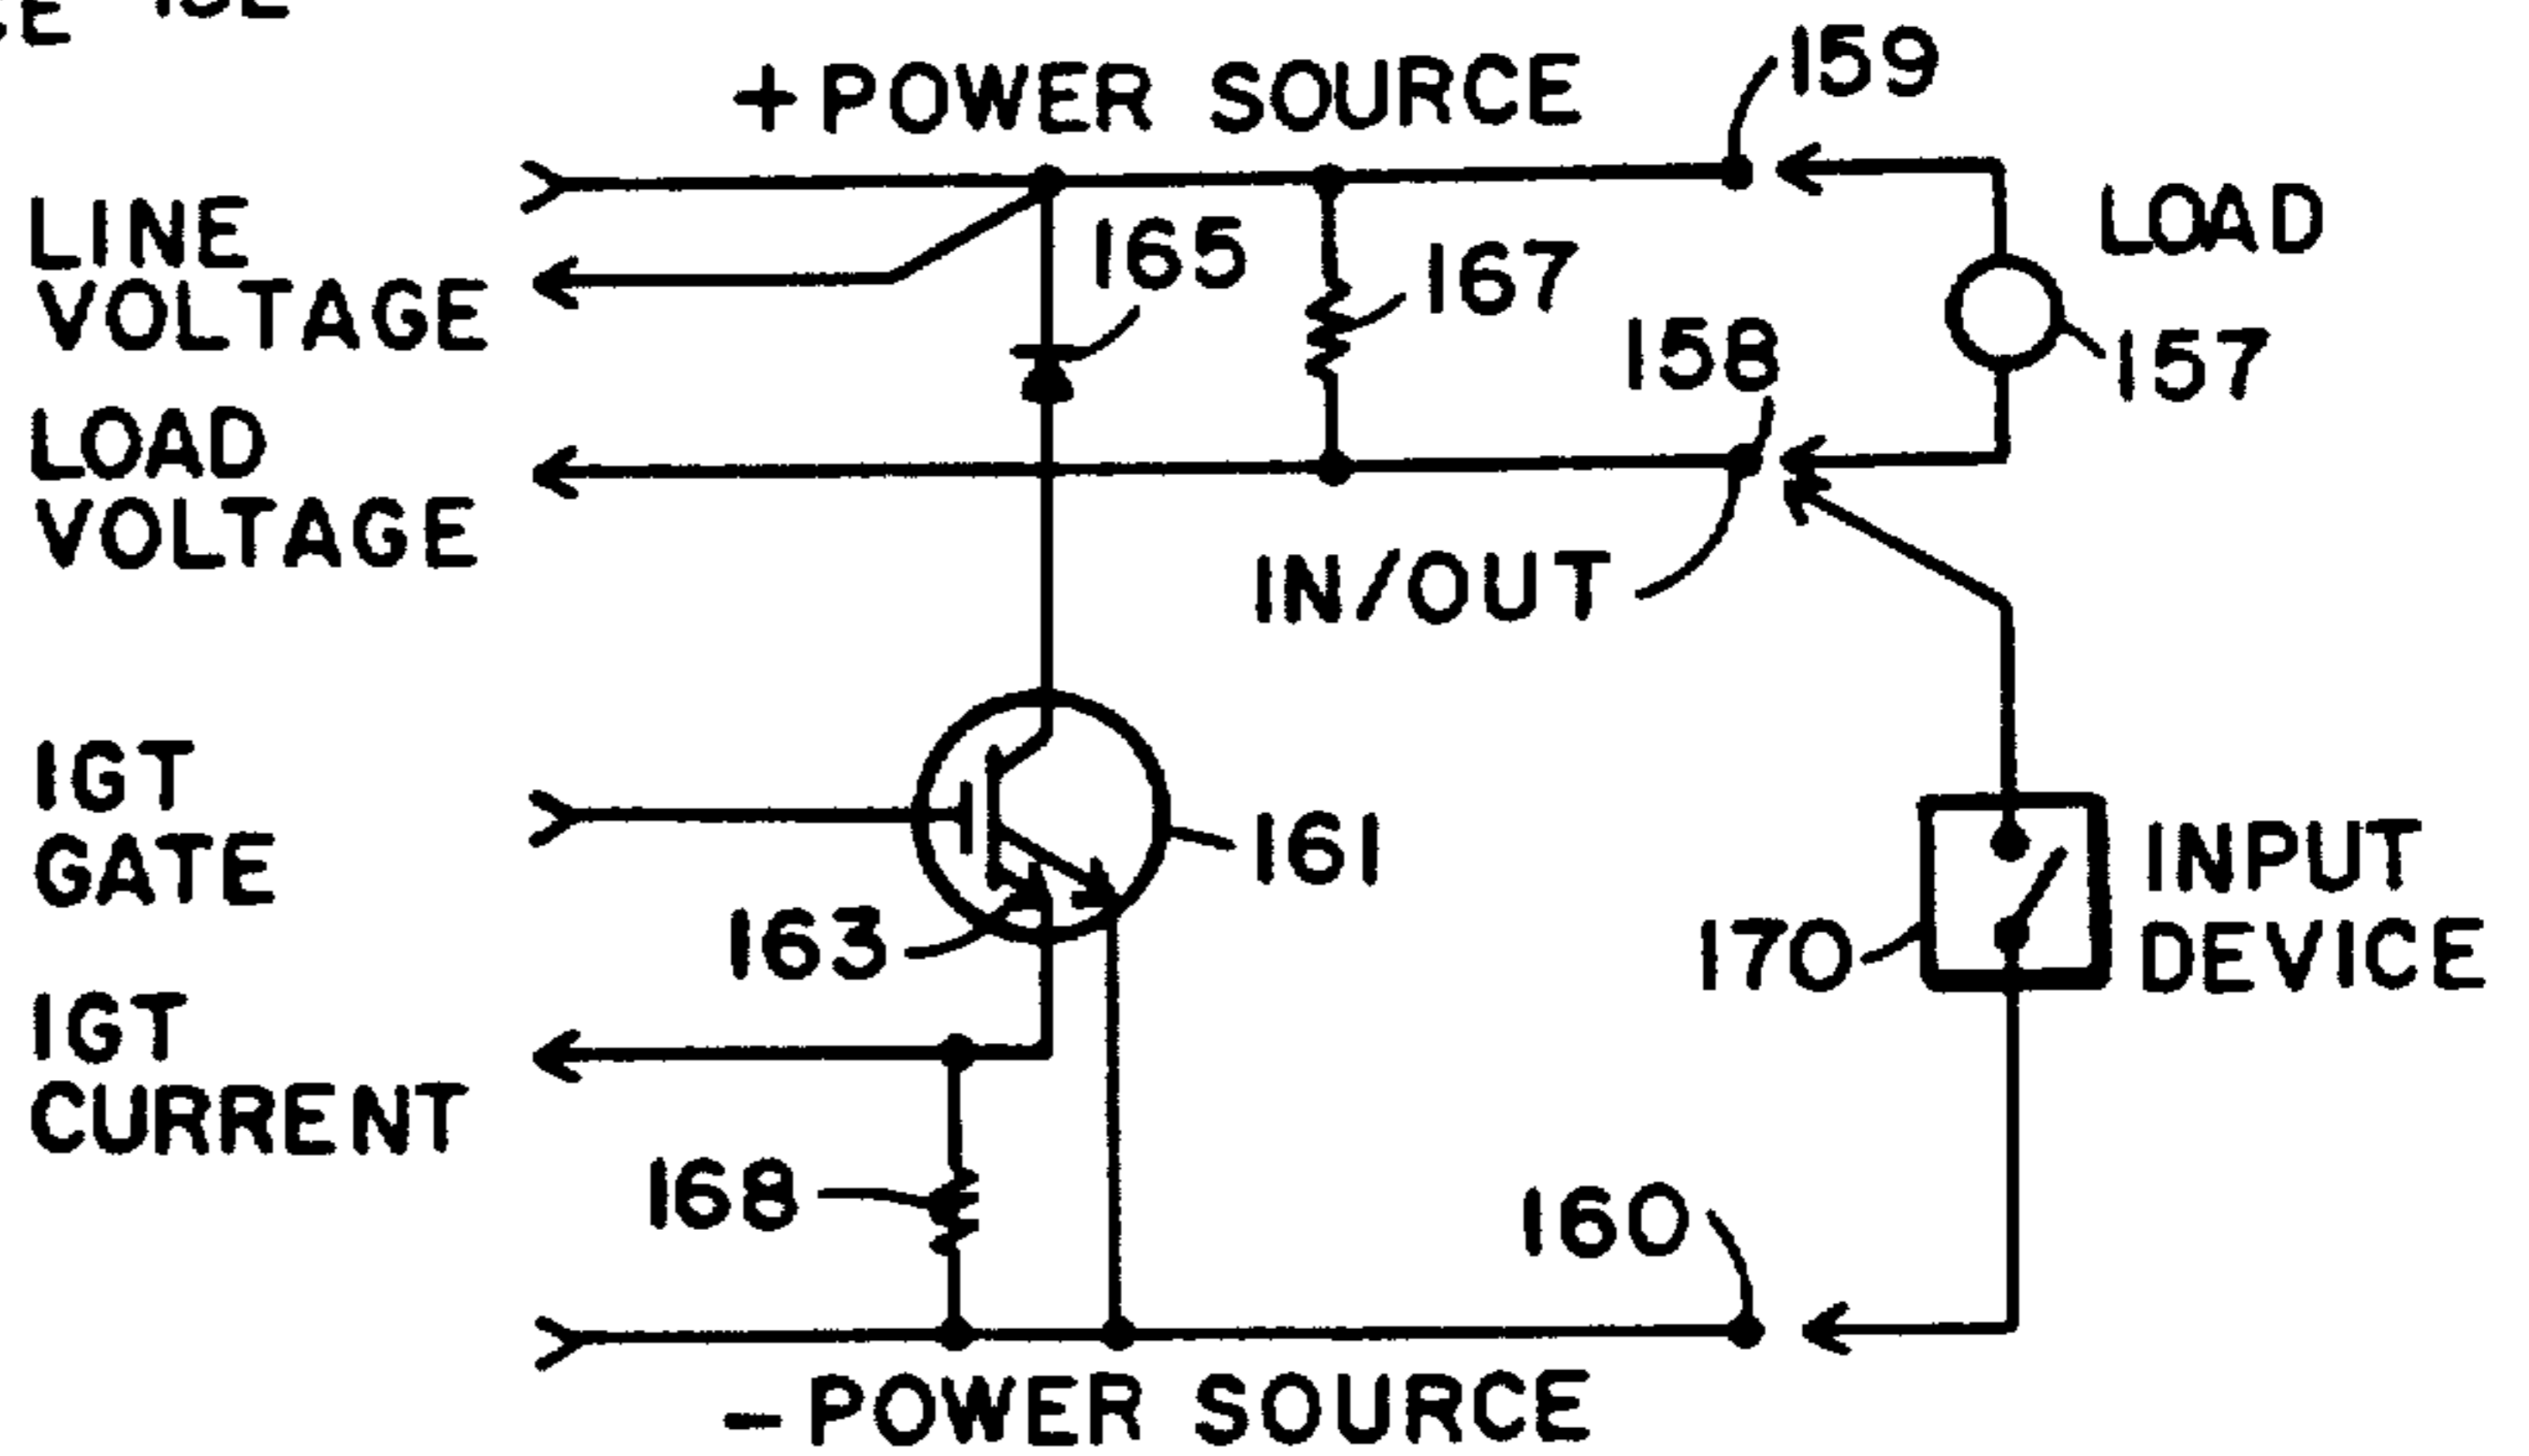 + POWER SOURCE
159
LINE
VOLTAGE
165
167
LOAD
158
157
LOAD
VOLTAGE
IN/OUT
IGT
GATE
161
163
INPUT
DEVICE
170
IGT
CURRENT
168
160
- POWER SOURCE